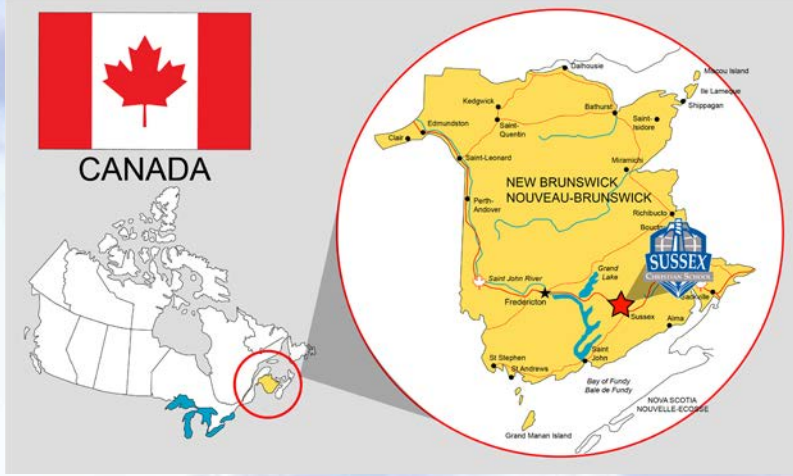 CANADA
Dalhousie
Miscou Island
Ile Lameque
Shippagan
Kedgwick
Bathurst
Saint-
Quentin
Saint-
Isidore
Edmundston
Clair
Saint-Leonard
Miramichi
NEW BRUNSWICK
NOUVEAU-BRUNSWICK
Perth-
Andover
Richibucto
SUSSEX
CHRISTIAN SCHOOL
Saint John River
Grand
Lake
Fredericton
Sussex
Alma
St Stephen
St Andrews
Saint
John
Bay of Fundy
Baie de Fundy
NOVA SCOTIA
NOUVELLE-ECOSSE
Grand Manan Island